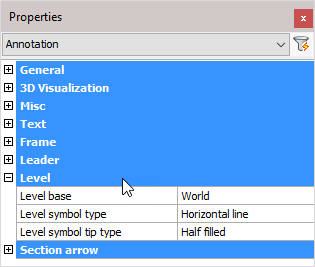 Properties
Annotation
General
3D Visualization
Misc
Text
Frame
Leader
Level
Level base World
Level symbol type Horizontal line
Level symbol tip type Half filled
Section arrow